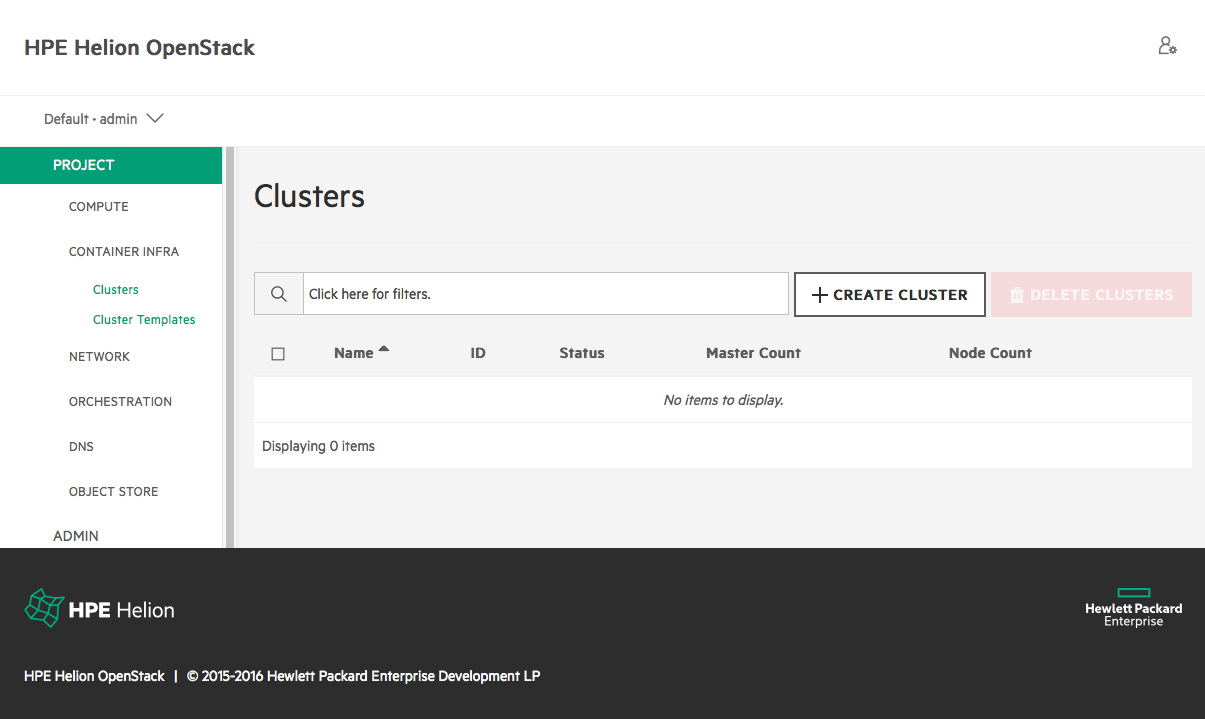 HPE Helion OpenStack
Default • admin
PROJECT
COMPUTE
CONTAINER INFRA
Clusters
Cluster Templates
NETWORK
ORCHESTRATION
DNS
OBJECT STORE
ADMIN
Clusters
Click here for filters.
CREATE CLUSTER
DELETE CLUSTERS
Name ID Status Master Count Node Count
No items to display.
Displaying 0 items
HPE Helion
Hewlett Packard
Enterprise
HPE Helion OpenStack | © 2015-2016 Hewlett Packard Enterprise Development LP